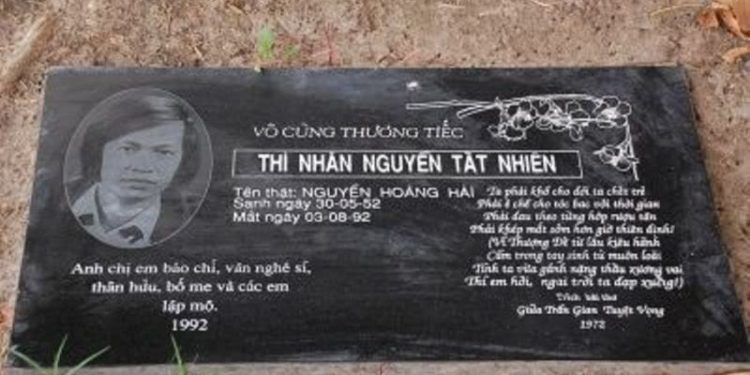 VÔ CÙNG THƯƠNG TIẾC
THI NHÂN NGUYỄN TẤT NHIÊN
Tên thật: NGUYỄN HOÀNG HẢI
Sanh ngày 30-05-52
Mất ngày 03-08-92
Anh chị em báo chí, văn nghệ sĩ,
thân hữu, bố mẹ và các em
lập mộ.
1992
Ta phải khổ cho đời ta chết trẻ
Phải ê chề cho tóc bạc với thời gian
Phải đau theo từng hớp rượu tàn
Phải khép mắt sớm hơn giờ thiên định!
(Vì Thượng Đế từ lâu kiêu hãnh
Cầm trong tay sinh tử muôn loài
Tình ta vừa gánh nặng thấu xương vai
Thì em hỡi, ngai trời ta đạp xuống!)
Trích
Giữa Trần Gian Tuyệt Vọng
1972